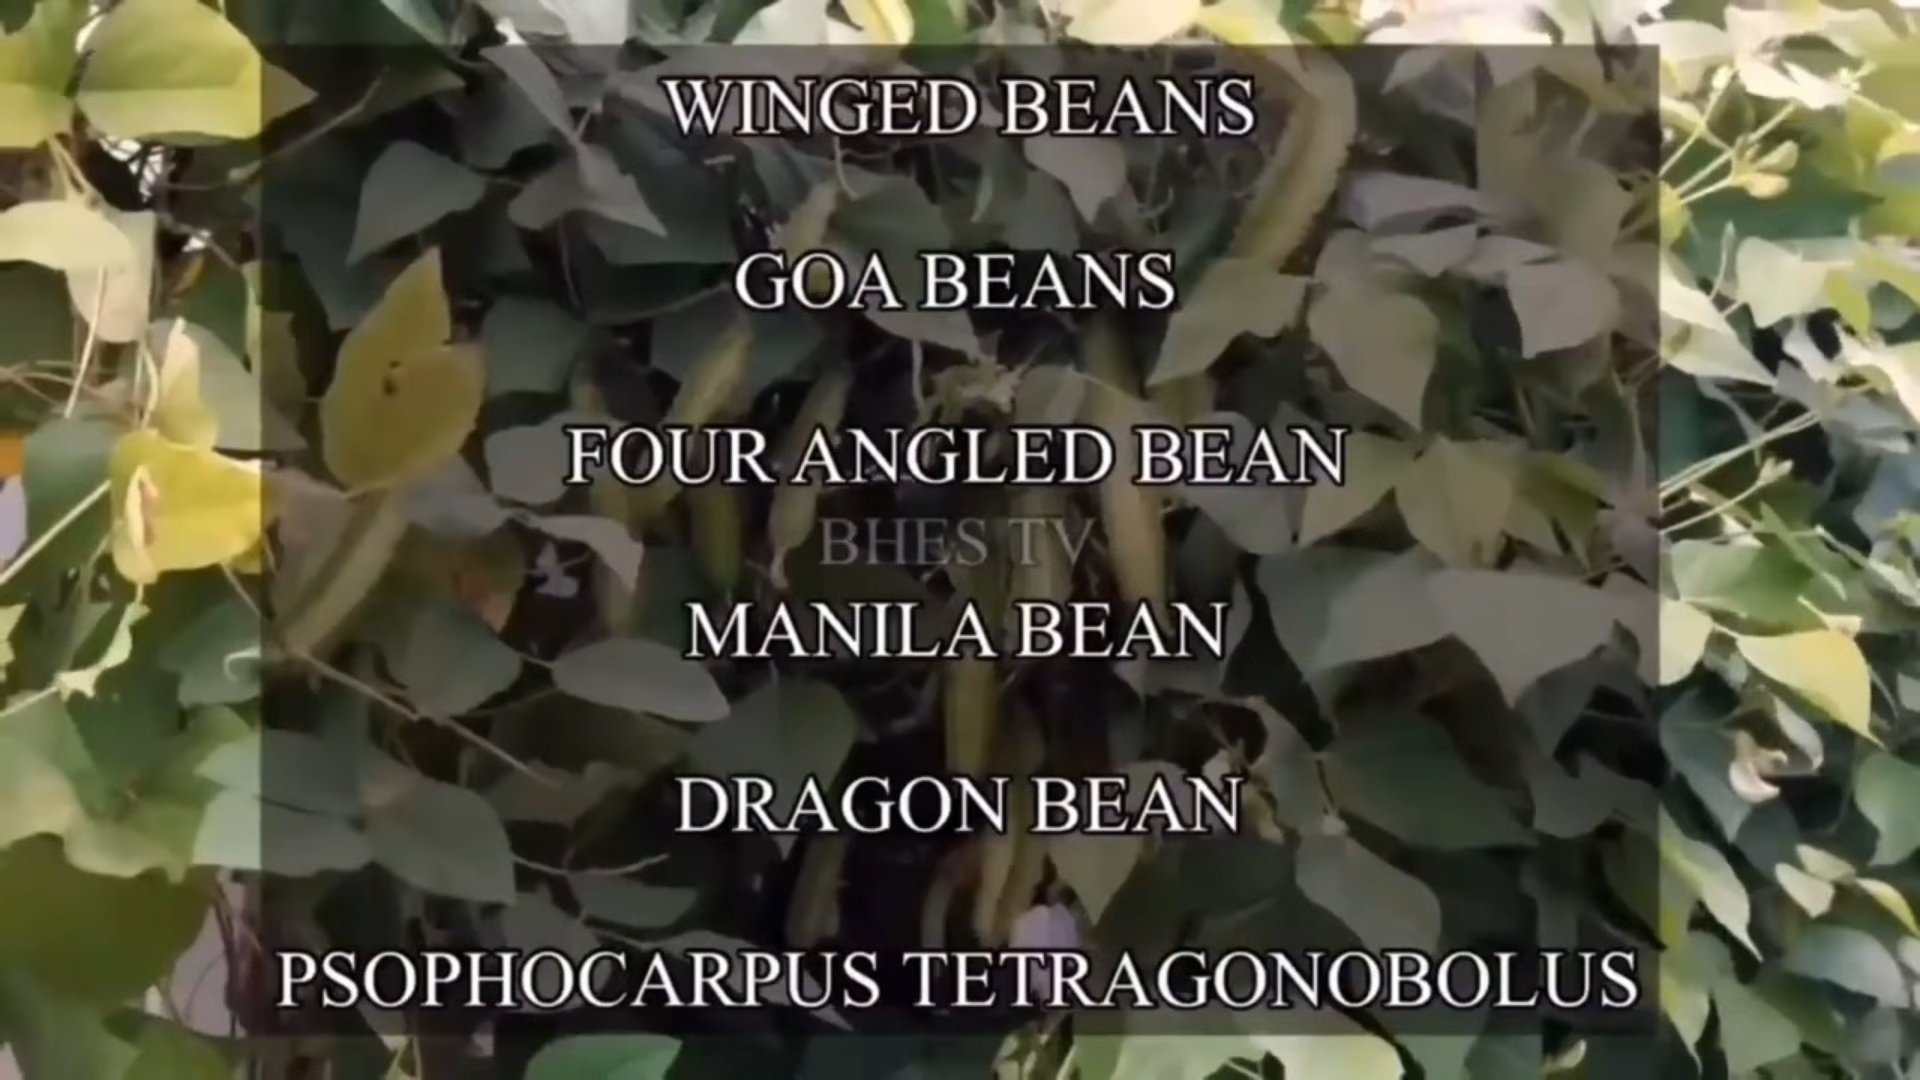 WINGED BEANS
GOA BEANS
FOUR ANGLED BEAN
BHES TV
MANILA BEAN
DRAGON BEAN
PSOPHOCARPUS TETRAGONOBOLUS